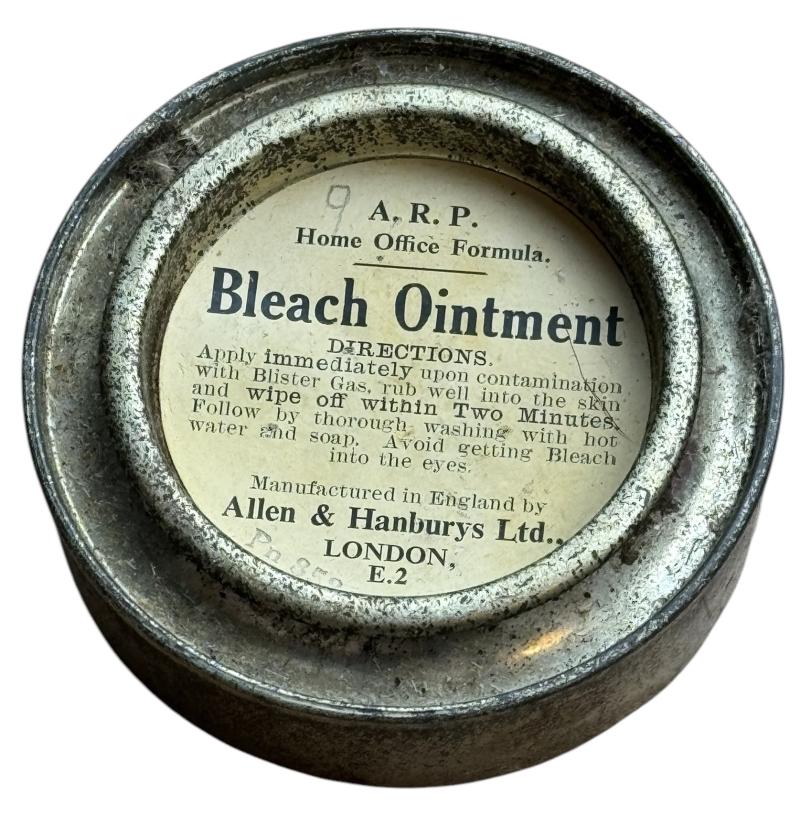 9
A. R. P.
Home Office Formula.
Bleach Ointment
DIRECTIONS.
Apply immediately upon contamination
with Blister Gas, rub well into the skin
and wipe off within Two Minutes.
Follow by thorough washing with hot
water and soap. Avoid getting Bleach
into the eyes.
Manufactured in England by
Allen & Hanburys Ltd.,
LONDON,
E.2